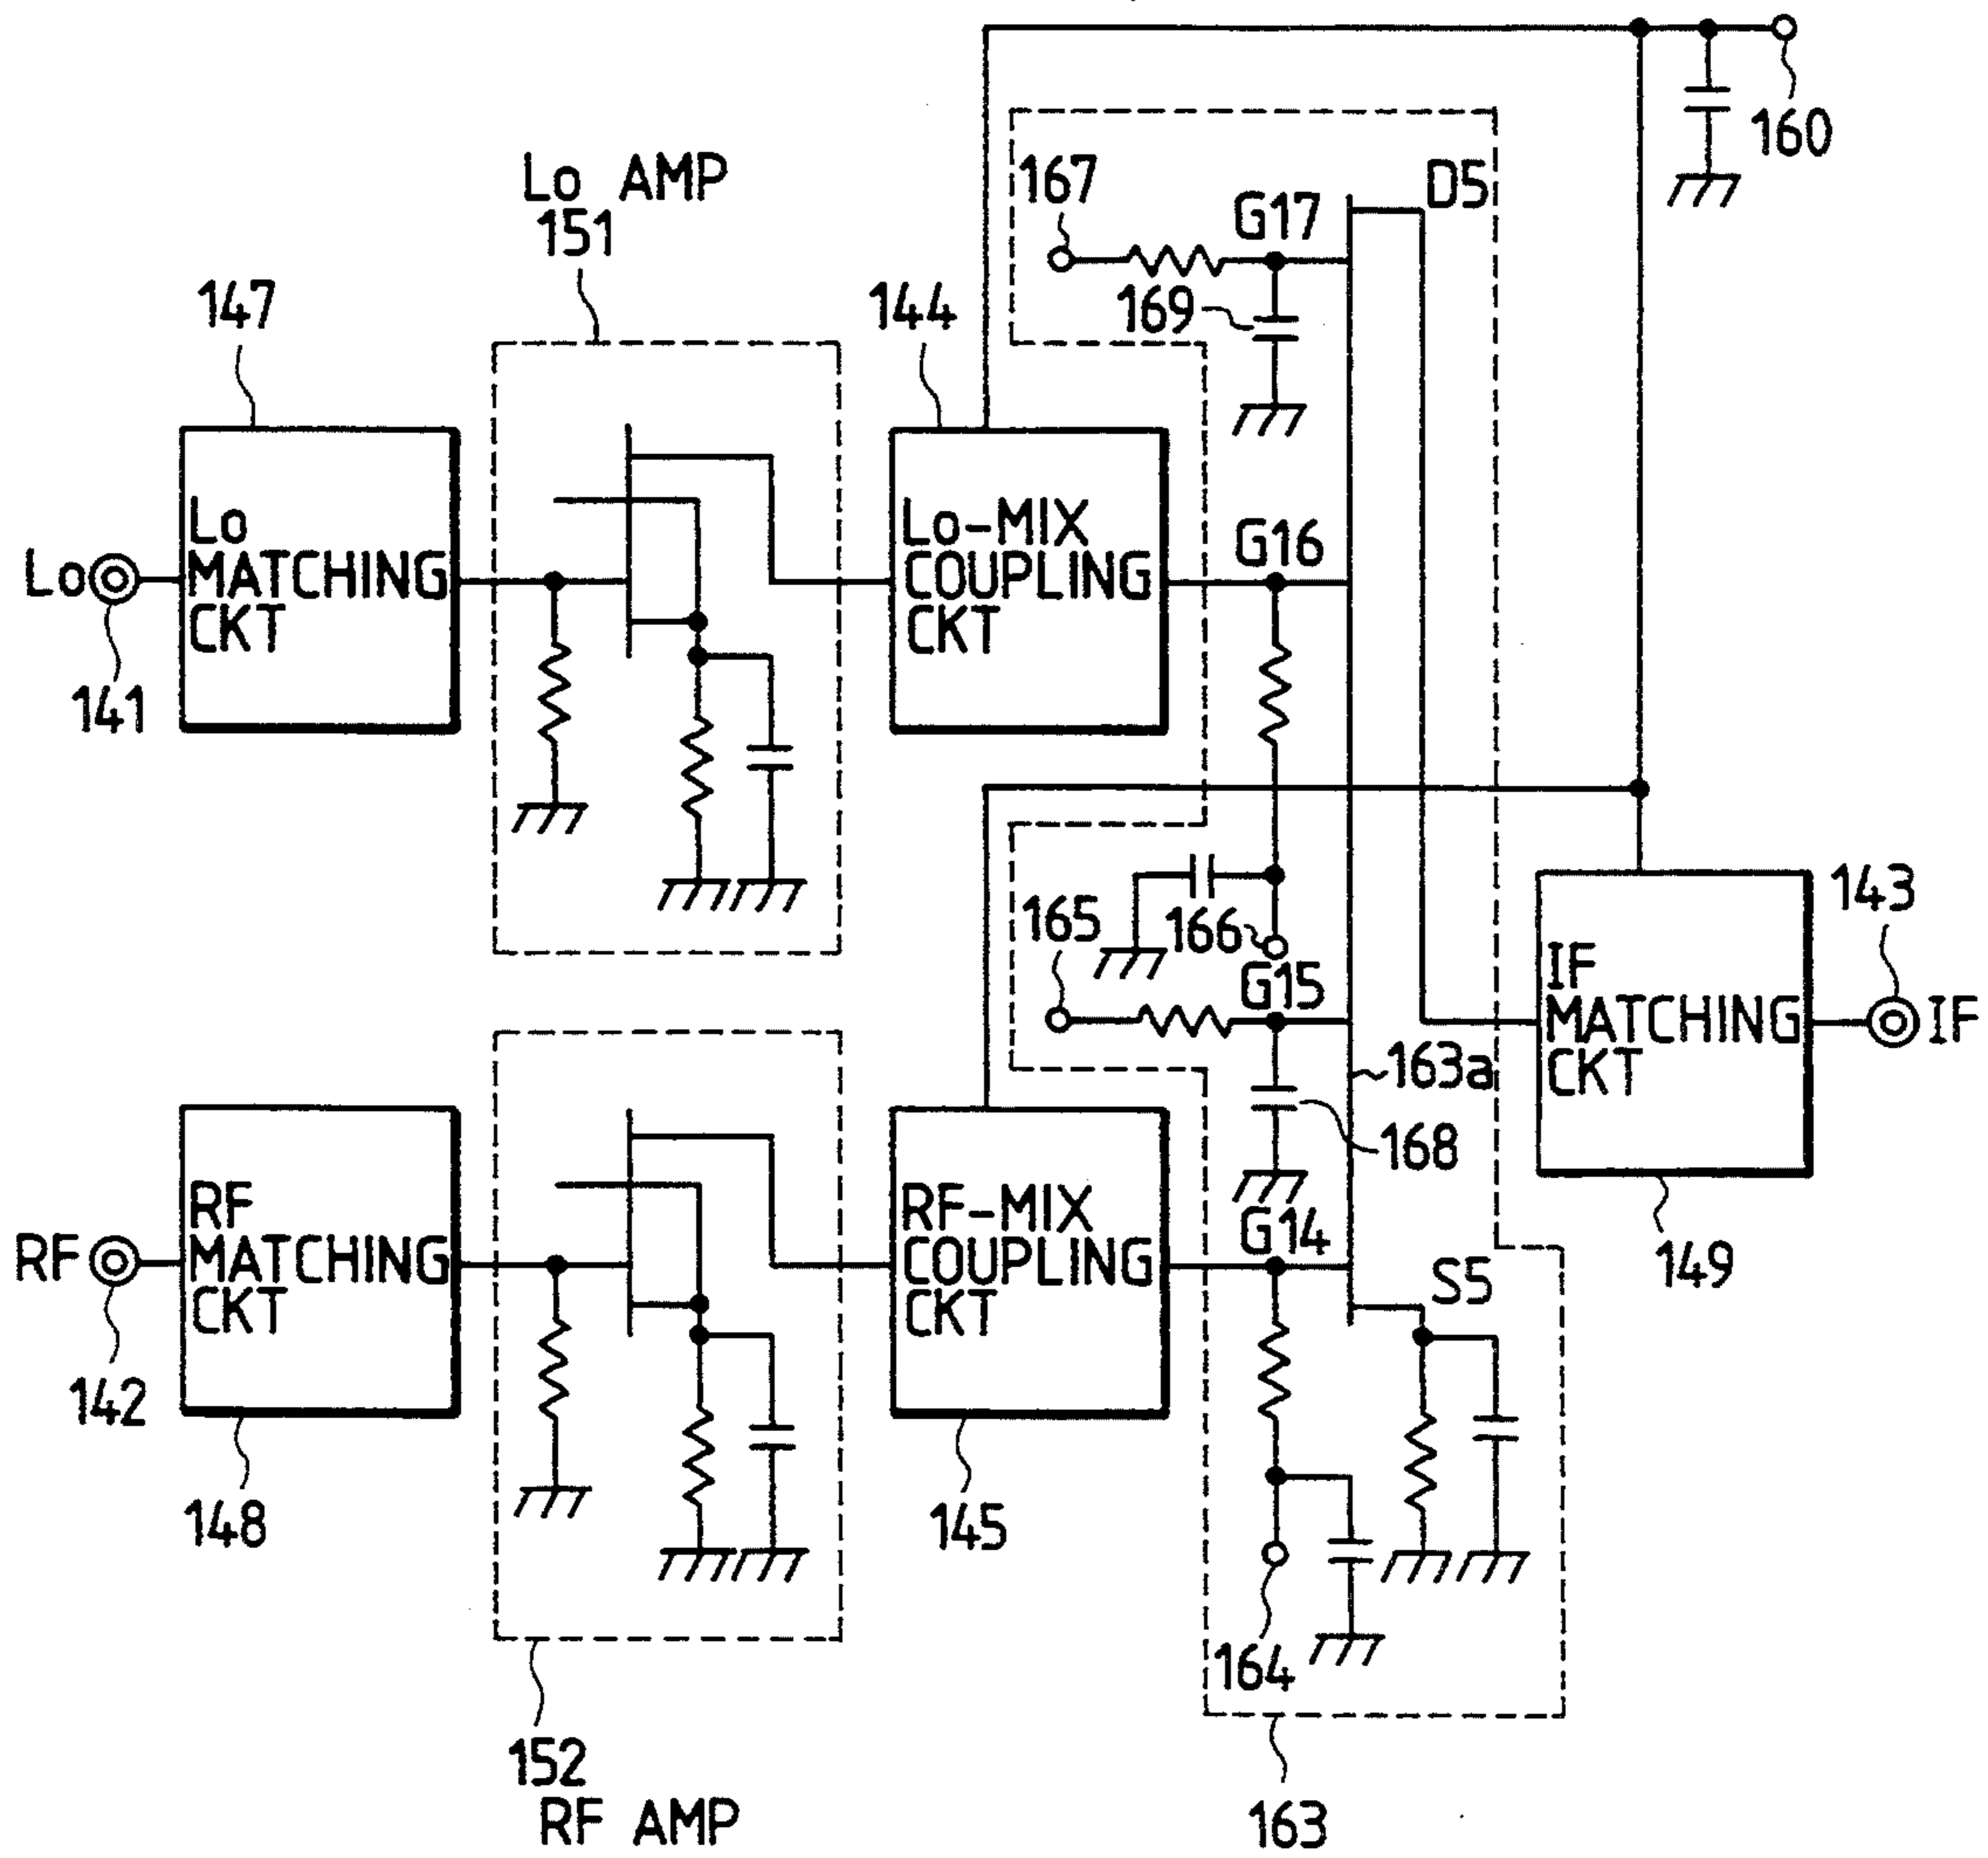 160
Lo AMP
151
167
G17
D5
147
144
169
Lo
Lo
MATCHING
CKT
Lo-MIX
COUPLING
CKT
G16
141
165
166
G15
143
IF
MATCHING
CKT
IF
163a
168
RF
RF
MATCHING
CKT
RF-MIX
COUPLING
CKT
G14
S5
149
142
148
145
164
152
RF AMP
163